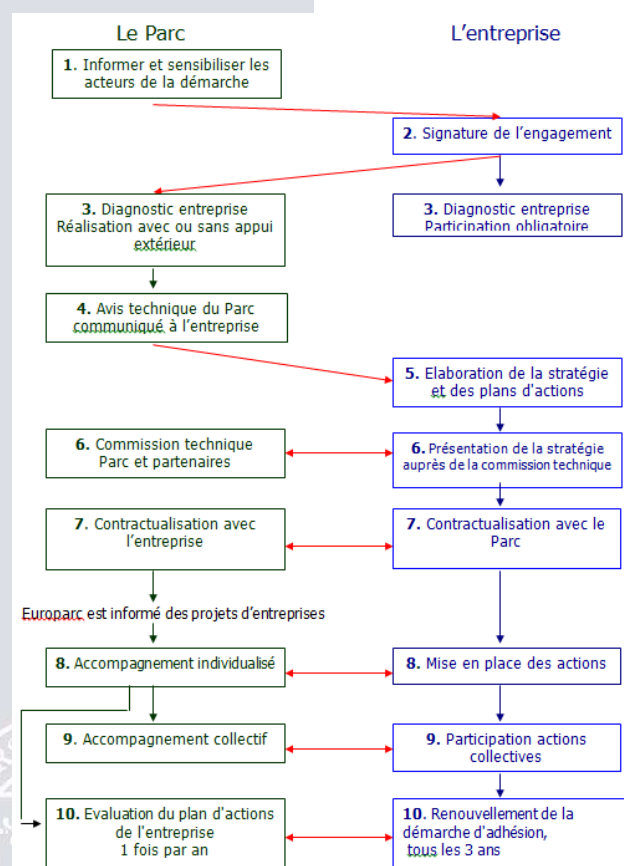 Le Parc
L’entreprise
1. Informer et sensibiliser les
acteurs de la démarche
2. Signature de l’engagement
3. Diagnostic entreprise
Réalisation avec ou sans appui
extérieur
3. Diagnostic entreprise
Participation obligatoire
4. Avis technique du Parc
communiqué à l’entreprise
5. Elaboration de la stratégie
et des plans d'actions
6. Commission technique
Parc et partenaires
6. Présentation de la stratégie
auprès de la commission technique
7. Contractualisation avec
l’entreprise
7. Contractualisation avec le
Parc
Europarc est informé des projets d’entreprises
8. Accompagnement individualisé
8. Mise en place des actions
9. Accompagnement collectif
9. Participation actions
collectives
10. Evaluation du plan d'actions
de l'entreprise
1 fois par an
10. Renouvellement de la
démarche d'adhésion,
tous les 3 ans